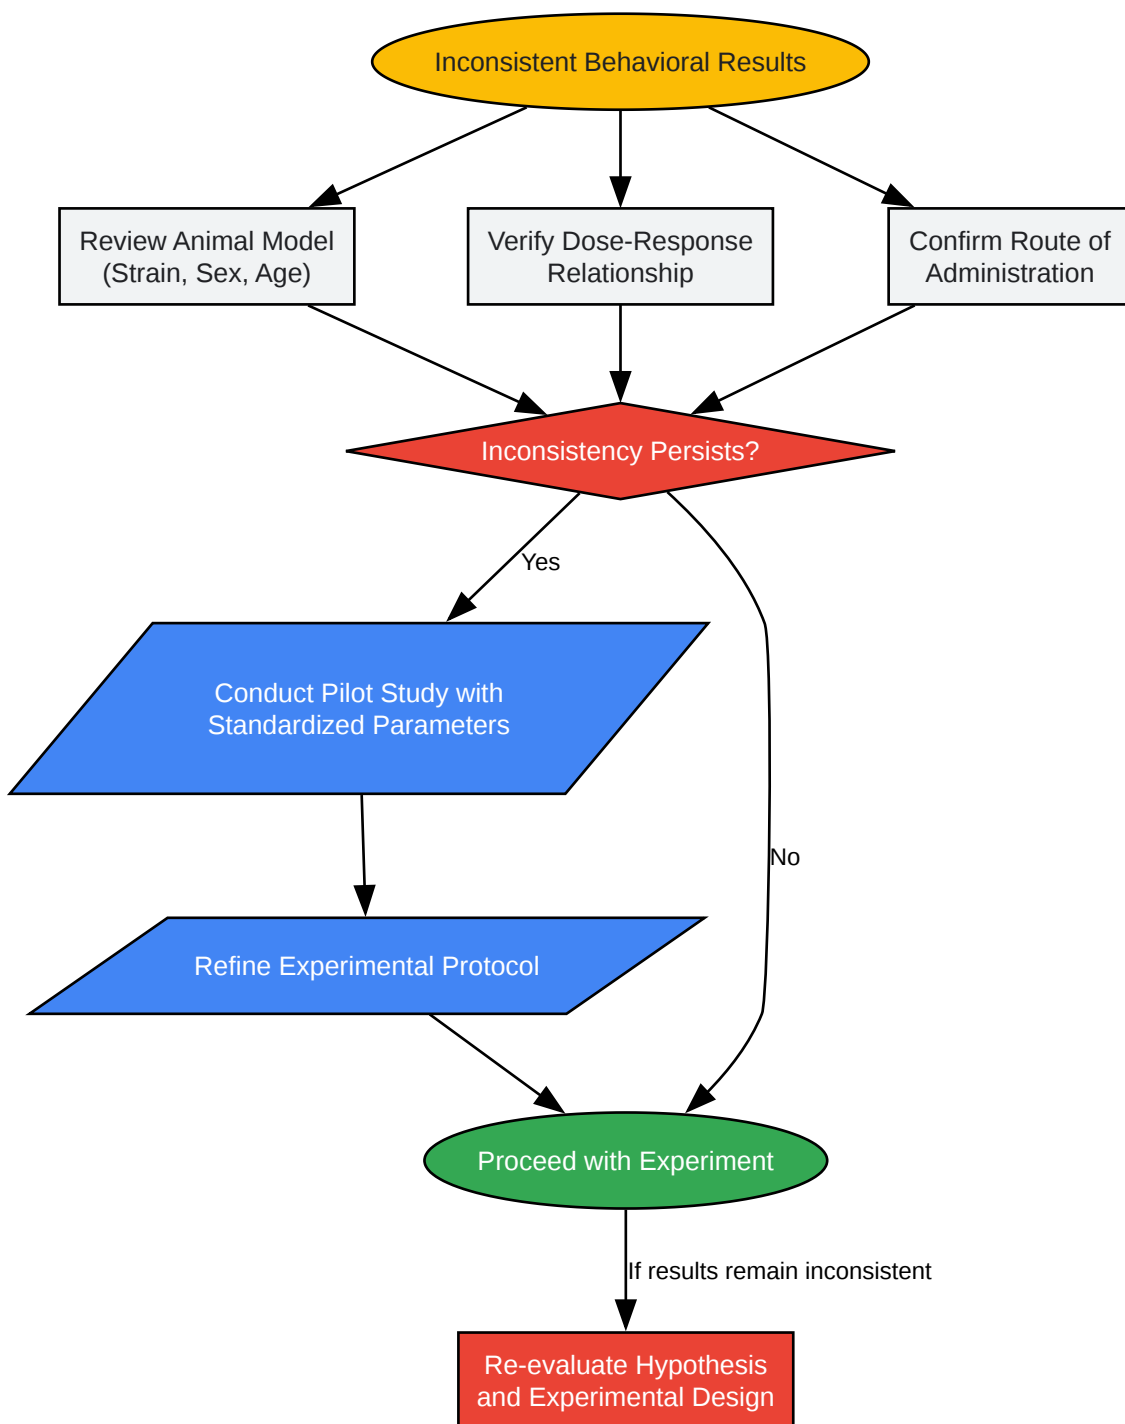 Inconsistent Behavioral Results
Review Animal Model
(Strain, Sex, Age)
Verify Dose-Response
Relationship
Confirm Route of
Administration
Inconsistency Persists?
Yes
Conduct Pilot Study with
Standardized Parameters
No
Refine Experimental Protocol
Proceed with Experiment
If results remain inconsistent
Re-evaluate Hypothesis
and Experimental Design